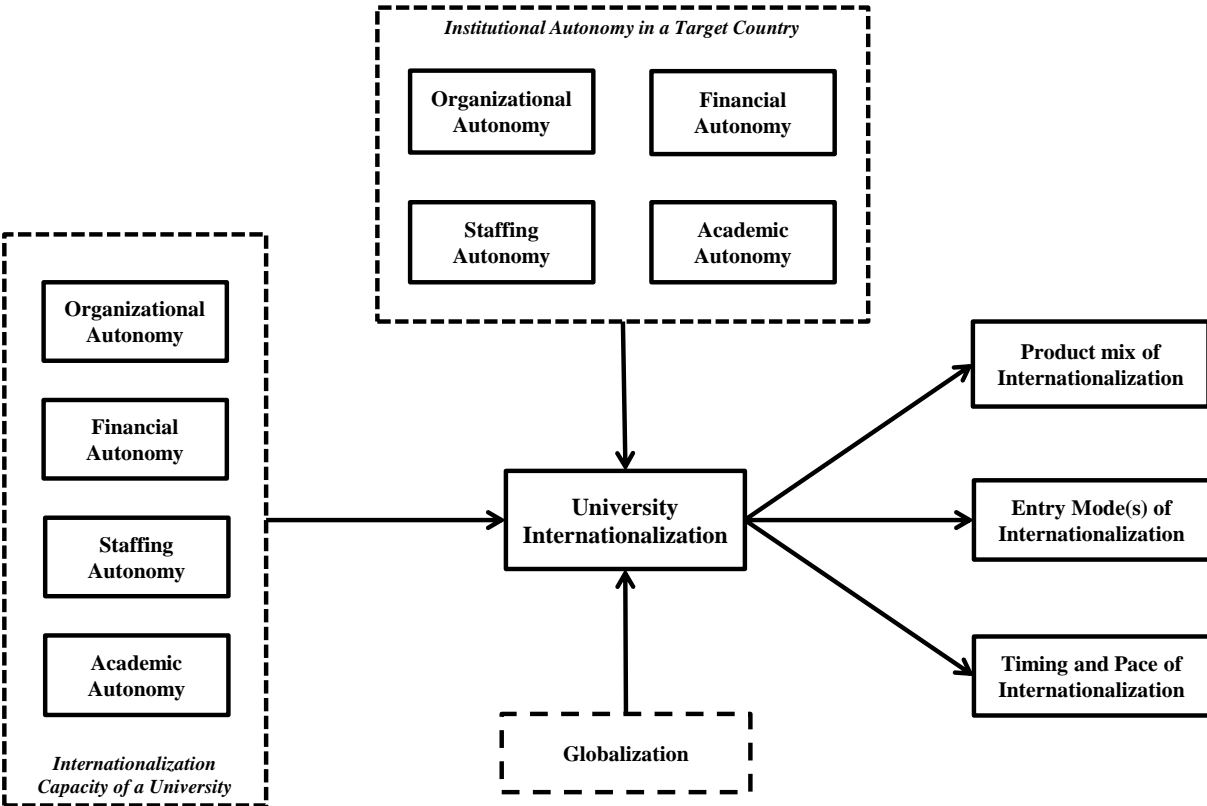 Institutional Autonomy in a Target Country
Organizational
Autonomy
Financial
Autonomy
Staffing
Autonomy
Academic
Autonomy
Organizational
Autonomy
Financial
Autonomy
Staffing
Autonomy
Academic
Autonomy
Internationalization
Capacity of a University
University
Internationalization
Globalization
Product mix of
Internationalization
Entry Mode(s) of
Internationalization
Timing and Pace of
Internationalization